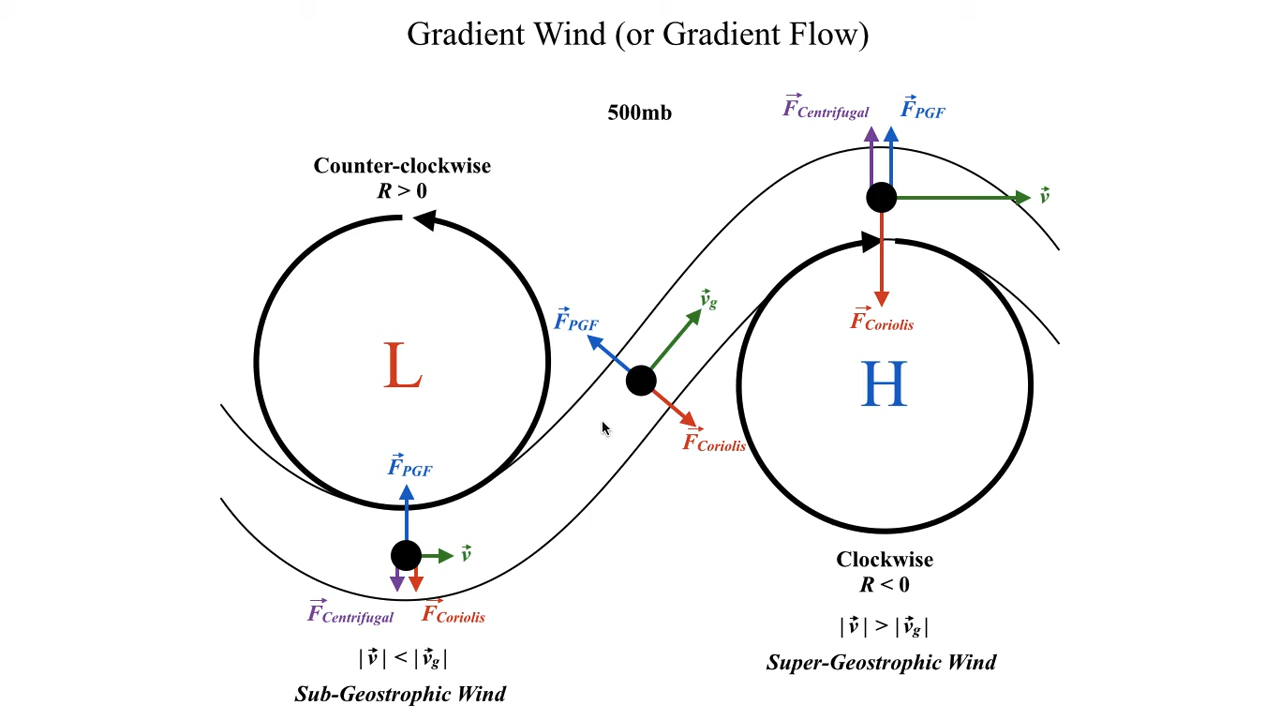 Gradient Wind (or Gradient Flow)
500mb
Counter-clockwise
R > 0
L
F⃗PGF
v⃗
F⃗Centrifugal
F⃗Coriolis
|v⃗| < |v⃗g|
Sub-Geostrophic Wind
F⃗PGF
v⃗g
F⃗Coriolis
F⃗Centrifugal
F⃗PGF
v⃗
F⃗Coriolis
H
Clockwise
R < 0
|v⃗| > |v⃗g|
Super-Geostrophic Wind